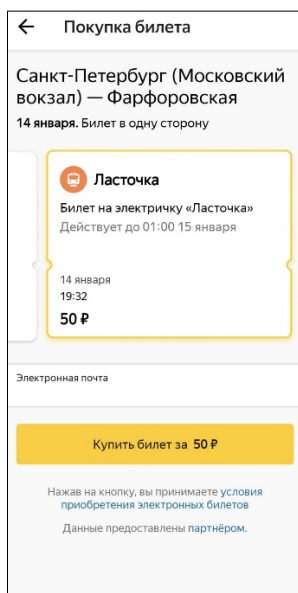 Покупка билета
Санкт-Петербург (Московский
вокзал) — Фарфоровская
14 января. Билет в одну сторону
Ласточка
Билет на электричку «Ласточка»
Действует до 01:00 15 января
14 января
19:32
50 ₽
Электронная почта
Купить билет за 50 ₽
Нажав на кнопку, вы принимаете условия
приобретения электронных билетов
Данные предоставлены партнёром.